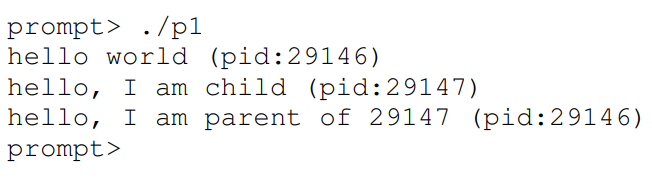 prompt> ./p1
hello world (pid:29146)
hello, I am child (pid:29147)
hello, I am parent of 29147 (pid:29146)
prompt>